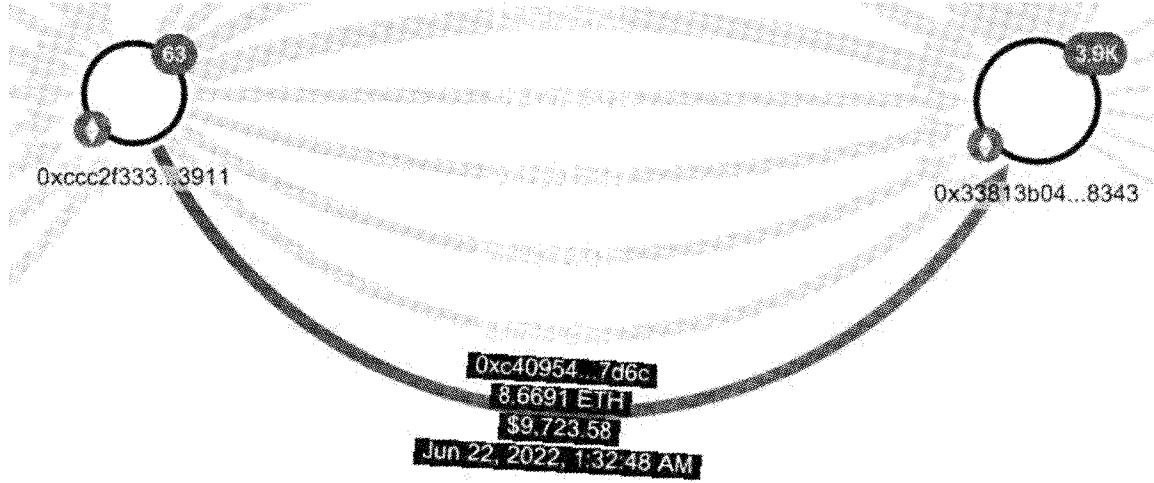 63
3.9K
0xccc2f333...3911
0x33813b04...8343
0xc40954...7d6c
8.6691 ETH
$9,723.58
Jun 22, 2022, 1:32:48 AM